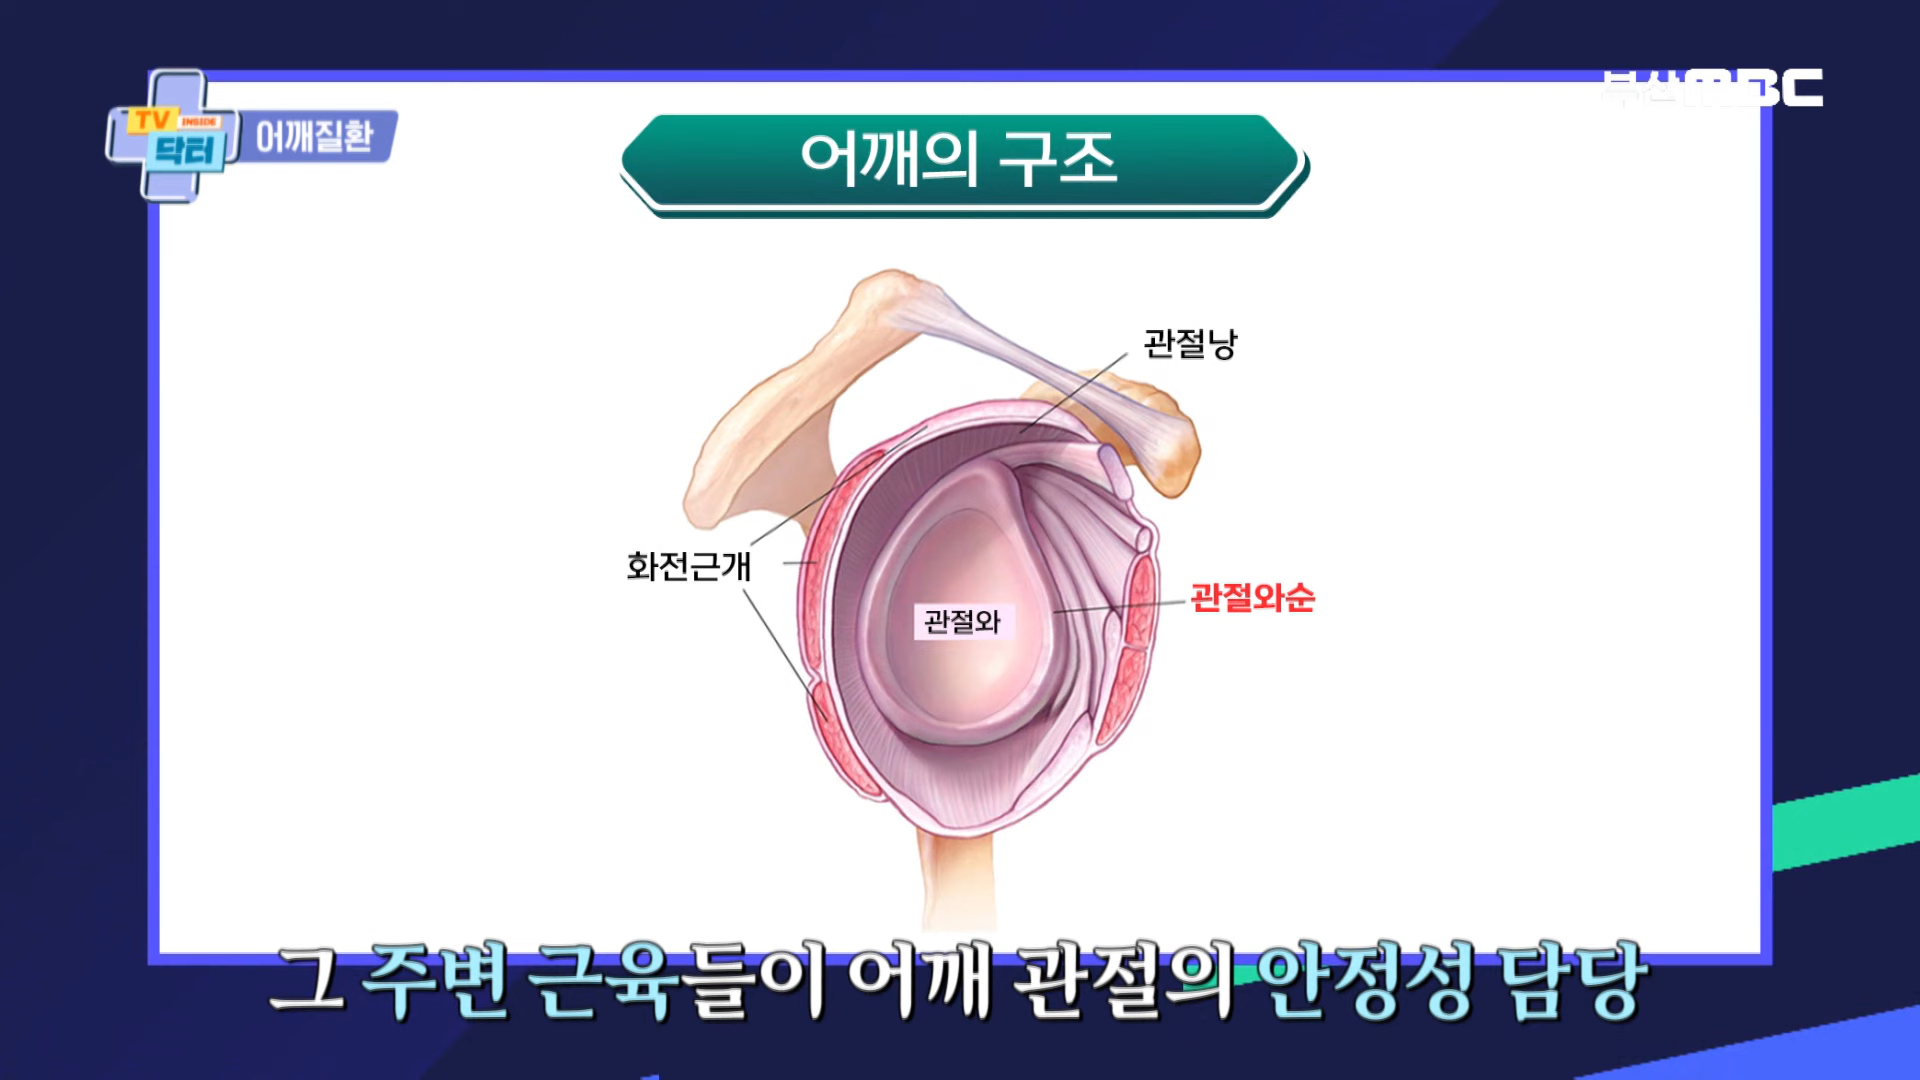 부산MBC
TV INSIDE
닥터
어깨질환
어깨의 구조
관절낭
화전근개
관절와순
관절와
그 주변 근육들이 어깨 관절의 안정성 담당